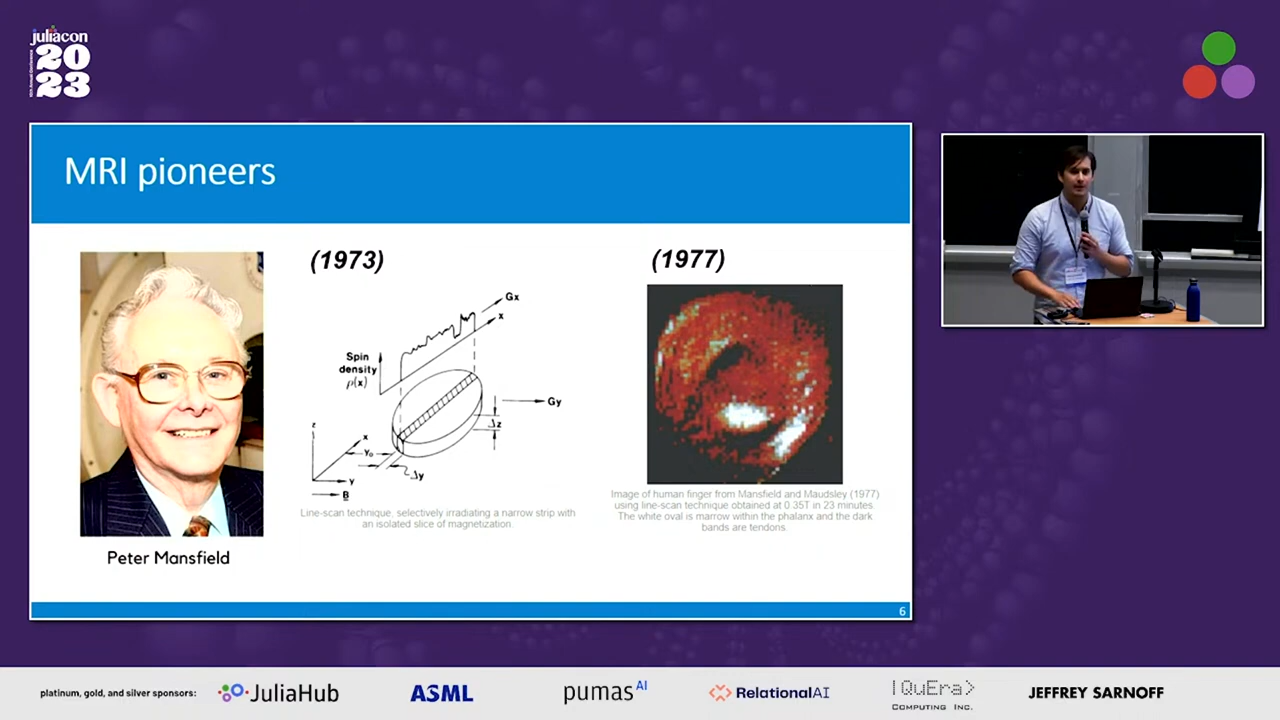 juliacon
20
23
MRI pioneers
(1973)
(1977)
Gx
x
Spin
density
ρ(x)
Gy
Δz
z
x
Y₀
y
Δy
B
Line-scan technique, selectively irradiating a narrow strip with
an isolated slice of magnetization.
Image of human finger from Mansfield and Maudsley (1977)
using line-scan technique obtained at 0.35T in 23 minutes.
The white oval is marrow within the phalanx and the dark
bands are tendons.
Peter Mansfield
6
platinum, gold, and silver sponsors:
JuliaHub
ASML
pumasAI
RelationalAI
|QuEra>
COMPUTING INC.
JEFFREY SARNOFF